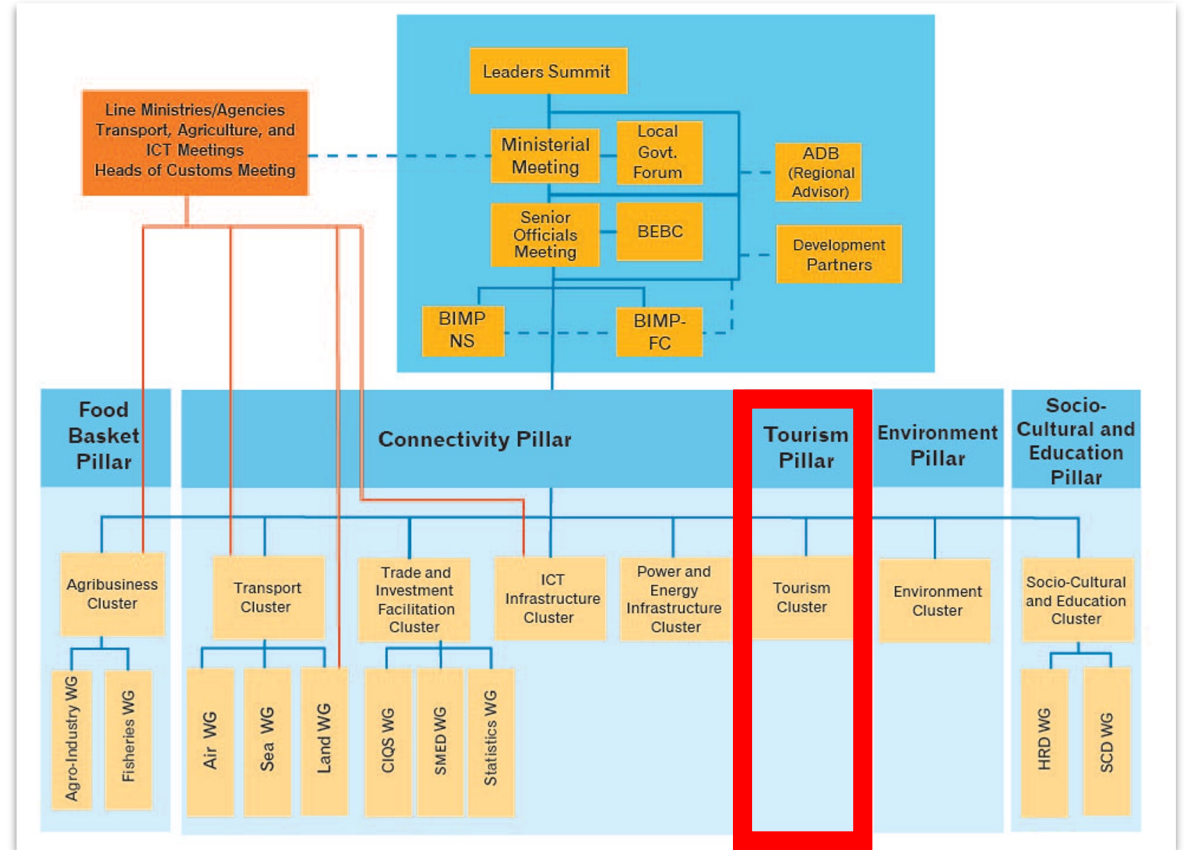 Leaders Summit
Line Ministries/Agencies
Transport, Agriculture, and
ICT Meetings
Heads of Customs Meeting
Ministerial
Meeting
Local
Govt.
Forum
ADB
(Regional
Advisor)
Senior
Officials
Meeting
BEBC
Development
Partners
BIMP
NS
BIMP-
FC
Food
Basket
Pillar
Connectivity Pillar
Tourism
Pillar
Environment
Pillar
Socio-
Cultural and
Education
Pillar
Agribusiness
Cluster
Transport
Cluster
Trade and
Investment
Facilitation
Cluster
ICT
Infrastructure
Cluster
Power and
Energy
Infrastructure
Cluster
Tourism
Cluster
Environment
Cluster
Socio-Cultural
and Education
Cluster
Agro-Industry WG
Fisheries WG
Air WG
Sea WG
Land WG
CIQS WG
SMED WG
Statistics WG
HRD WG
SCD WG